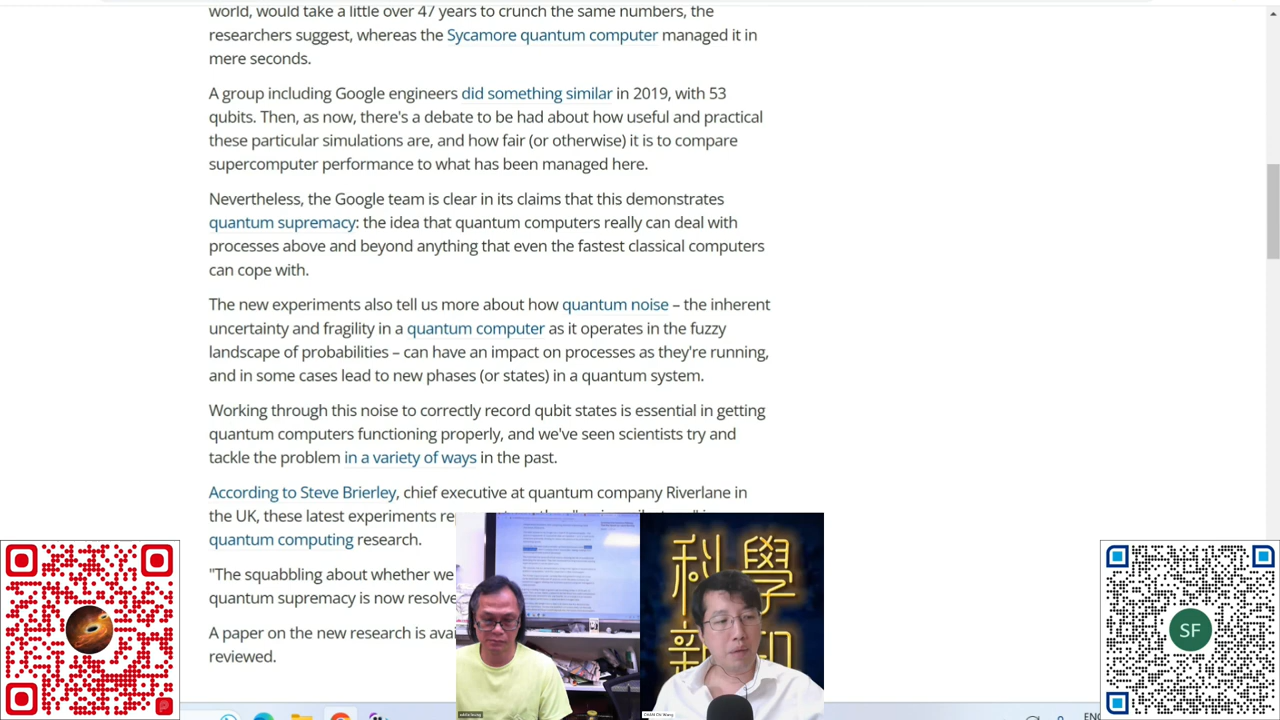 world, would take a little over 47 years to crunch the same numbers, the
researchers suggest, whereas the Sycamore quantum computer managed it in
mere seconds.
A group including Google engineers did something similar in 2019, with 53
qubits. Then, as now, there's a debate to be had about how useful and practical
these particular simulations are, and how fair (or otherwise) it is to compare
supercomputer performance to what has been managed here.
Nevertheless, the Google team is clear in its claims that this demonstrates
quantum supremacy: the idea that quantum computers really can deal with
processes above and beyond anything that even the fastest classical computers
can cope with.
The new experiments also tell us more about how quantum noise – the inherent
uncertainty and fragility in a quantum computer as it operates in the fuzzy
landscape of probabilities – can have an impact on processes as they're running,
and in some cases lead to new phases (or states) in a quantum system.
Working through this noise to correctly record qubit states is essential in getting
quantum computers functioning properly, and we've seen scientists try and
tackle the problem in a variety of ways in the past.
According to Steve Brierley, chief executive at quantum company Riverlane in
the UK, these latest experiments
quantum computing research.
"The squabbling about whether we
quantum supremacy is now
A paper on the new research is
reviewed.
科學
新知
SF
ENG